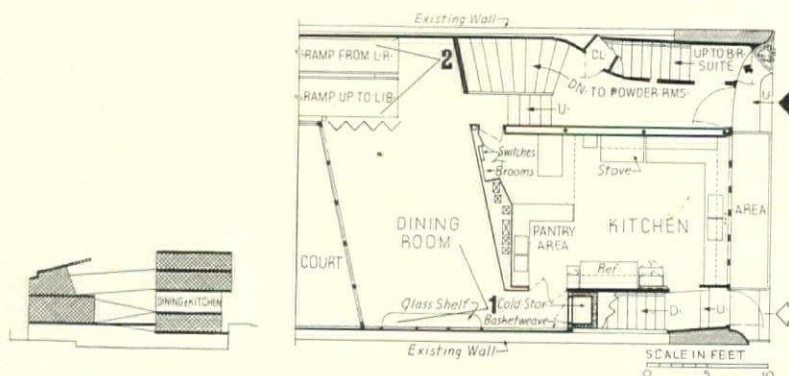 Existing Wall
RAMP FROM L·R·
2
RAMP UP TO LIB·
CL·
UP TO B·R·
SUITE
DN· TO POWDER RMS·
U·
U·
Switches
Brooms
Stove
DINING
ROOM
PANTRY
AREA
KITCHEN
AREA
COURT
Ref.
DINING & KITCHEN
Glass Shelf
1
Cold Stor·
Basketweave
D·
U·
Existing Wall
SCALE IN FEET
0 5 10